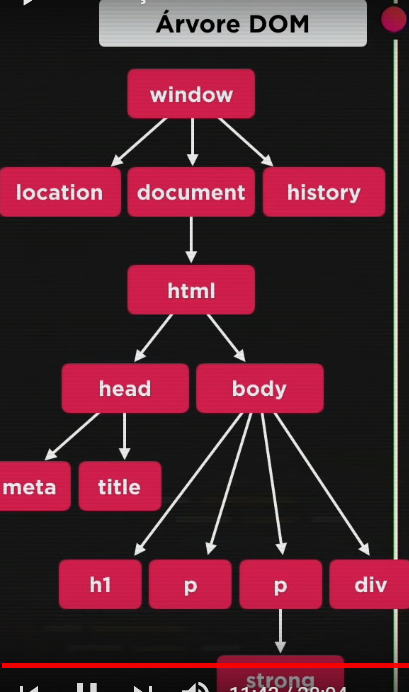 Árvore DOM
window
location document history
html
head body
meta title
h1 p p div
strong